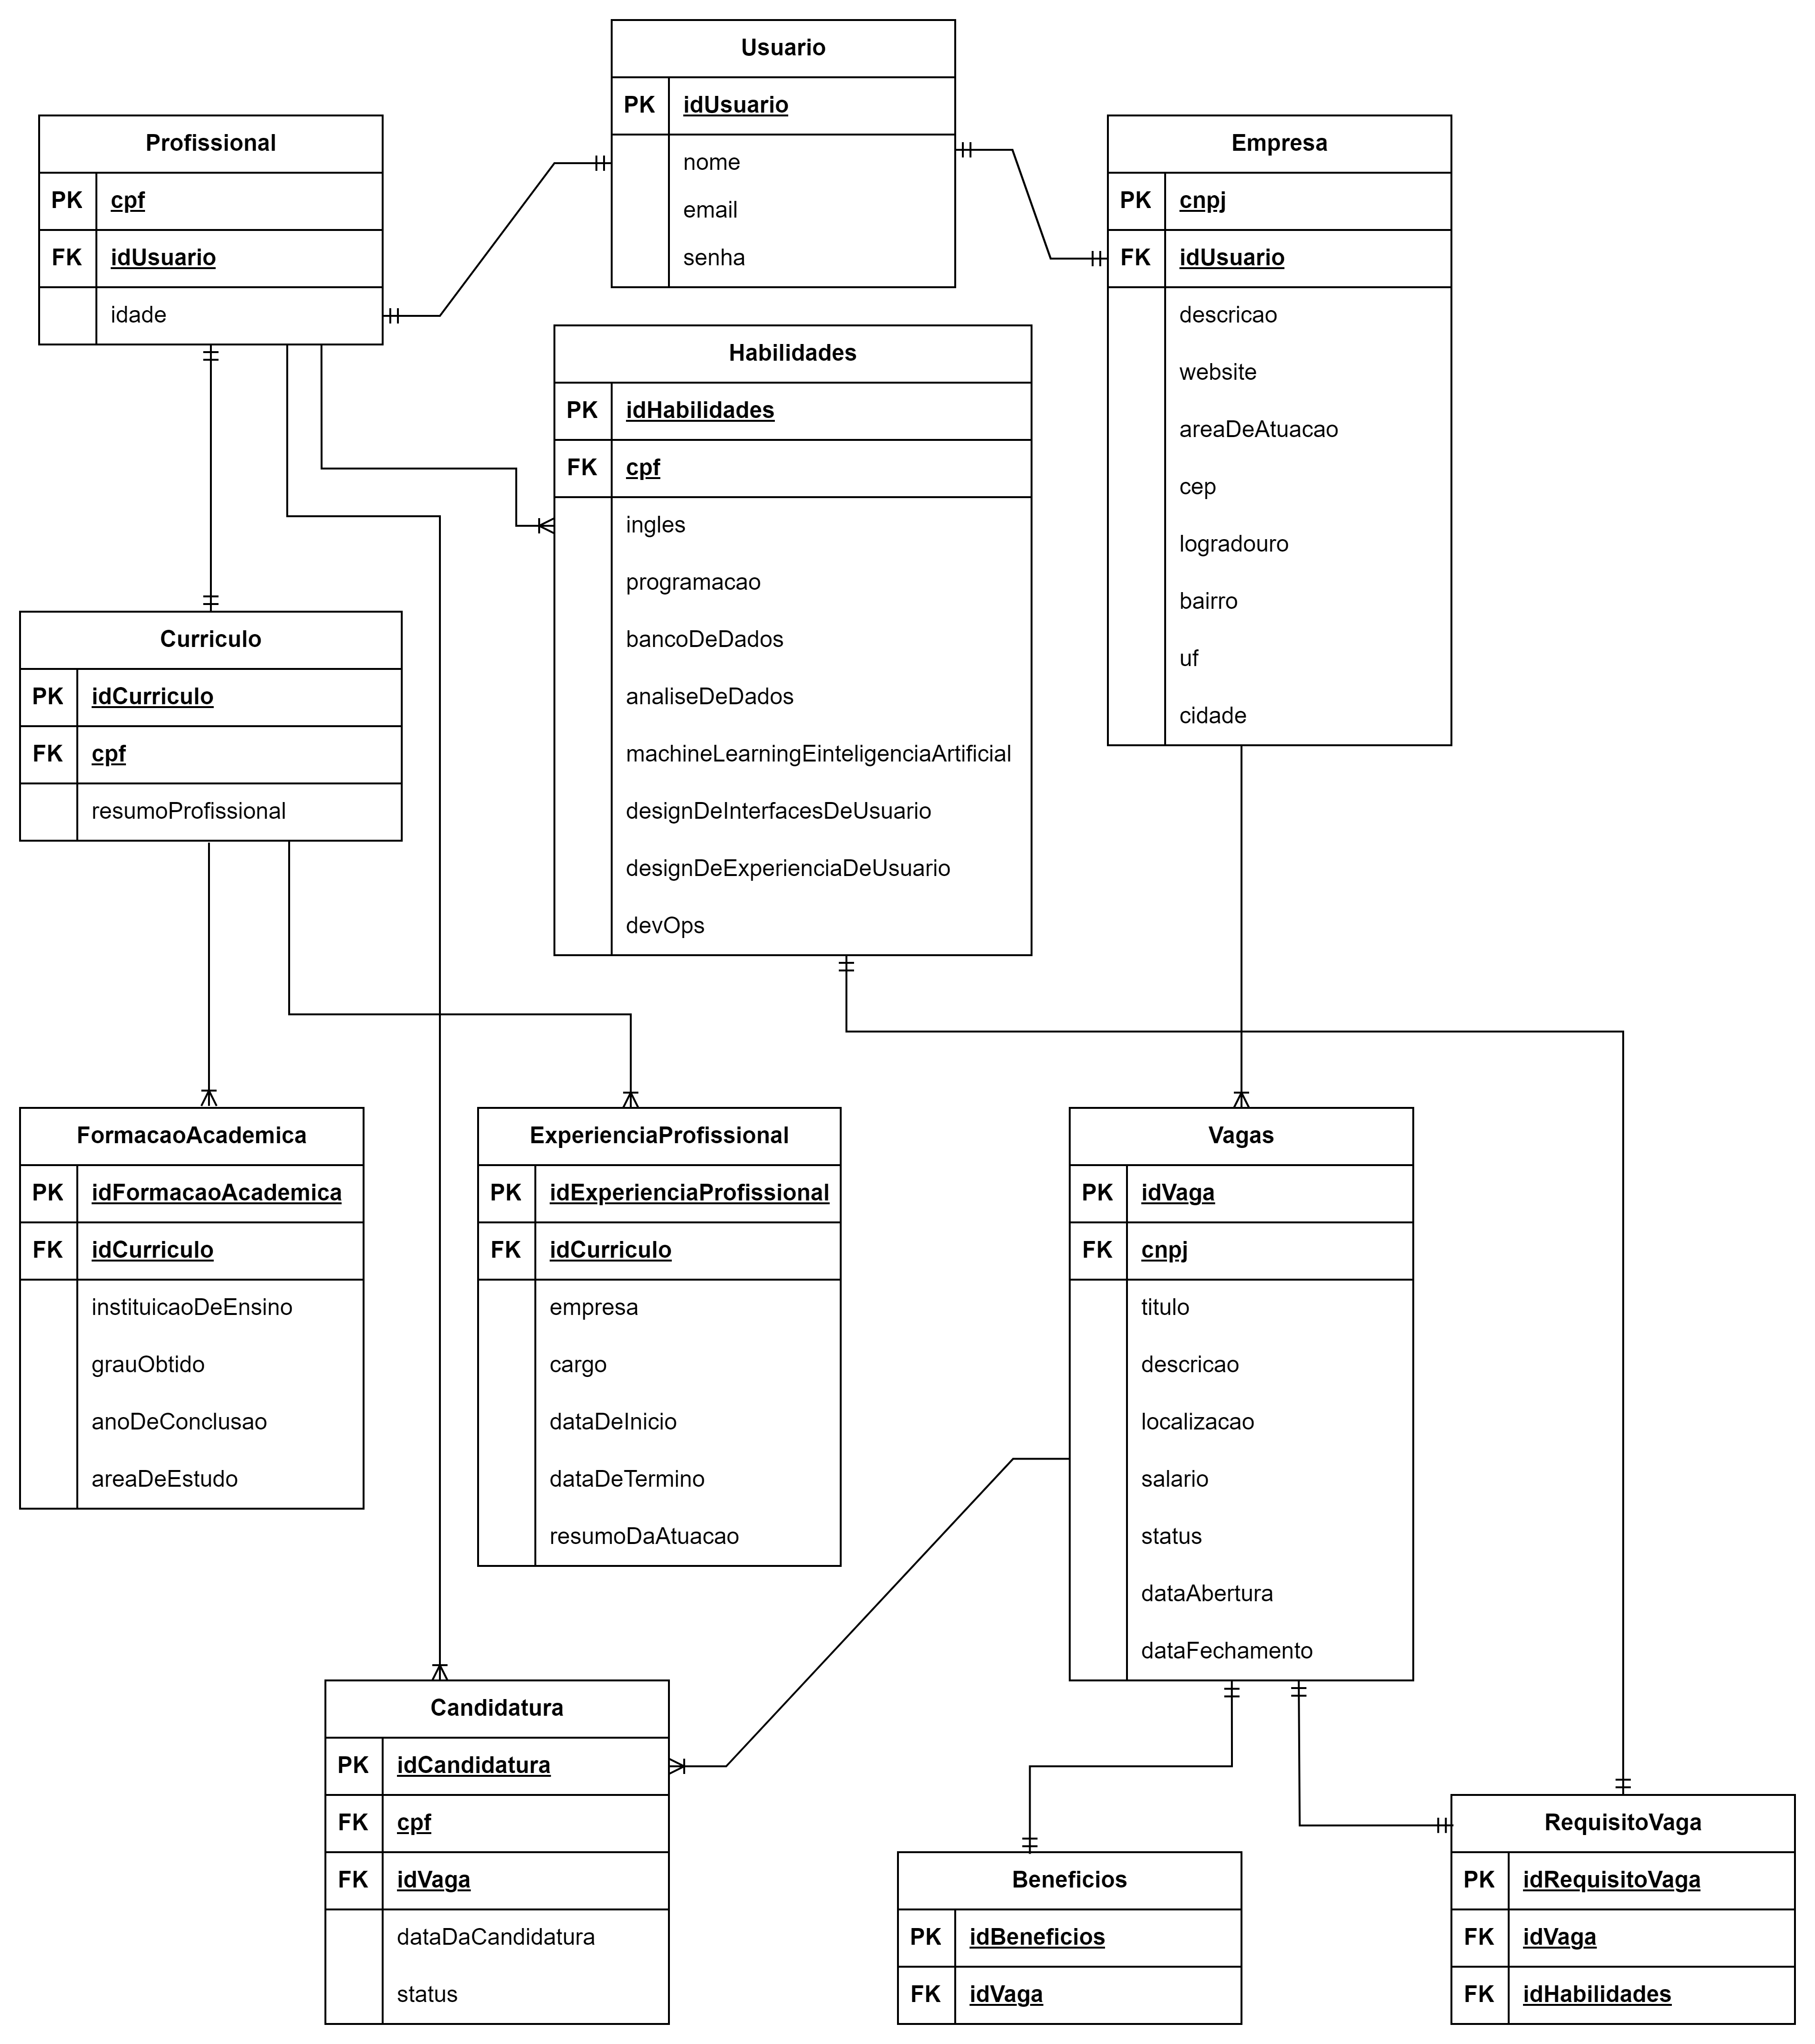 Usuario
PK idUsuario
nome
email
senha
Profissional
PK cpf
FK idUsuario
idade
Empresa
PK cnpj
FK idUsuario
descricao
website
areaDeAtuacao
cep
logradouro
bairro
uf
cidade
Habilidades
PK idHabilidades
FK cpf
ingles
programacao
bancoDeDados
analiseDeDados
machineLearningEinteligenciaArtificial
designDeInterfacesDeUsuario
designDeExperienciaDeUsuario
devOps
Curriculo
PK idCurriculo
FK cpf
resumoProfissional
FormacaoAcademica
PK idFormacaoAcademica
FK idCurriculo
instituicaoDeEnsino
grauObtido
anoDeConclusao
areaDeEstudo
ExperienciaProfissional
PK idExperienciaProfissional
FK idCurriculo
empresa
cargo
dataDeInicio
dataDeTermino
resumoDaAtuacao
Vagas
PK idVaga
FK cnpj
titulo
descricao
localizacao
salario
status
dataAbertura
dataFechamento
Candidatura
PK idCandidatura
FK cpf
FK idVaga
dataDaCandidatura
status
Beneficios
PK idBeneficios
FK idVaga
RequisitoVaga
PK idRequisitoVaga
FK idVaga
FK idHabilidades